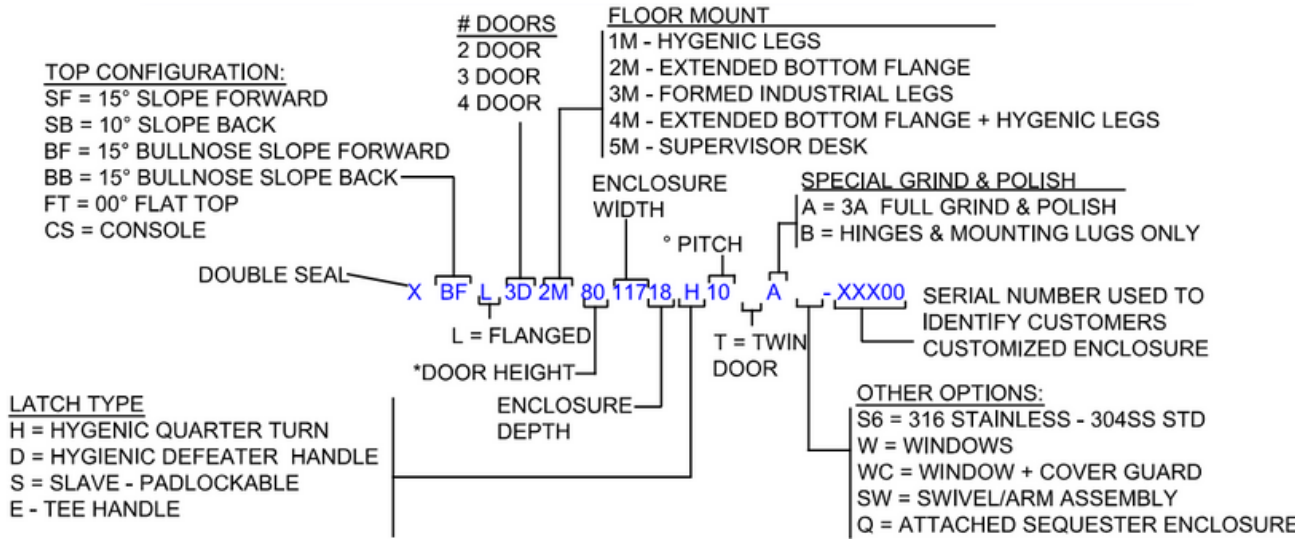 # DOORS
2 DOOR
3 DOOR
4 DOOR
FLOOR MOUNT
1M - HYGENIC LEGS
2M - EXTENDED BOTTOM FLANGE
3M - FORMED INDUSTRIAL LEGS
4M - EXTENDED BOTTOM FLANGE + HYGENIC LEGS
5M - SUPERVISOR DESK
TOP CONFIGURATION:
SF = 15° SLOPE FORWARD
SB = 10° SLOPE BACK
BF = 15° BULLNOSE SLOPE FORWARD
BB = 15° BULLNOSE SLOPE BACK
FT = 00° FLAT TOP
CS = CONSOLE
ENCLOSURE
WIDTH
SPECIAL GRIND & POLISH
A = 3A FULL GRIND & POLISH
B = HINGES & MOUNTING LUGS ONLY
° PITCH
DOUBLE SEAL
X BF L 3D 2M 80 117 18 H 10 A - XXX00
SERIAL NUMBER USED TO
IDENTIFY CUSTOMERS
CUSTOMIZED ENCLOSURE
L = FLANGED
T = TWIN
DOOR
*DOOR HEIGHT
ENCLOSURE
DEPTH
LATCH TYPE
H = HYGENIC QUARTER TURN
D = HYGIENIC DEFEATER HANDLE
S = SLAVE - PADLOCKABLE
E - TEE HANDLE
OTHER OPTIONS:
S6 = 316 STAINLESS - 304SS STD
W = WINDOWS
WC = WINDOW + COVER GUARD
SW = SWIVEL/ARM ASSEMBLY
Q = ATTACHED SEQUESTER ENCLOSURE